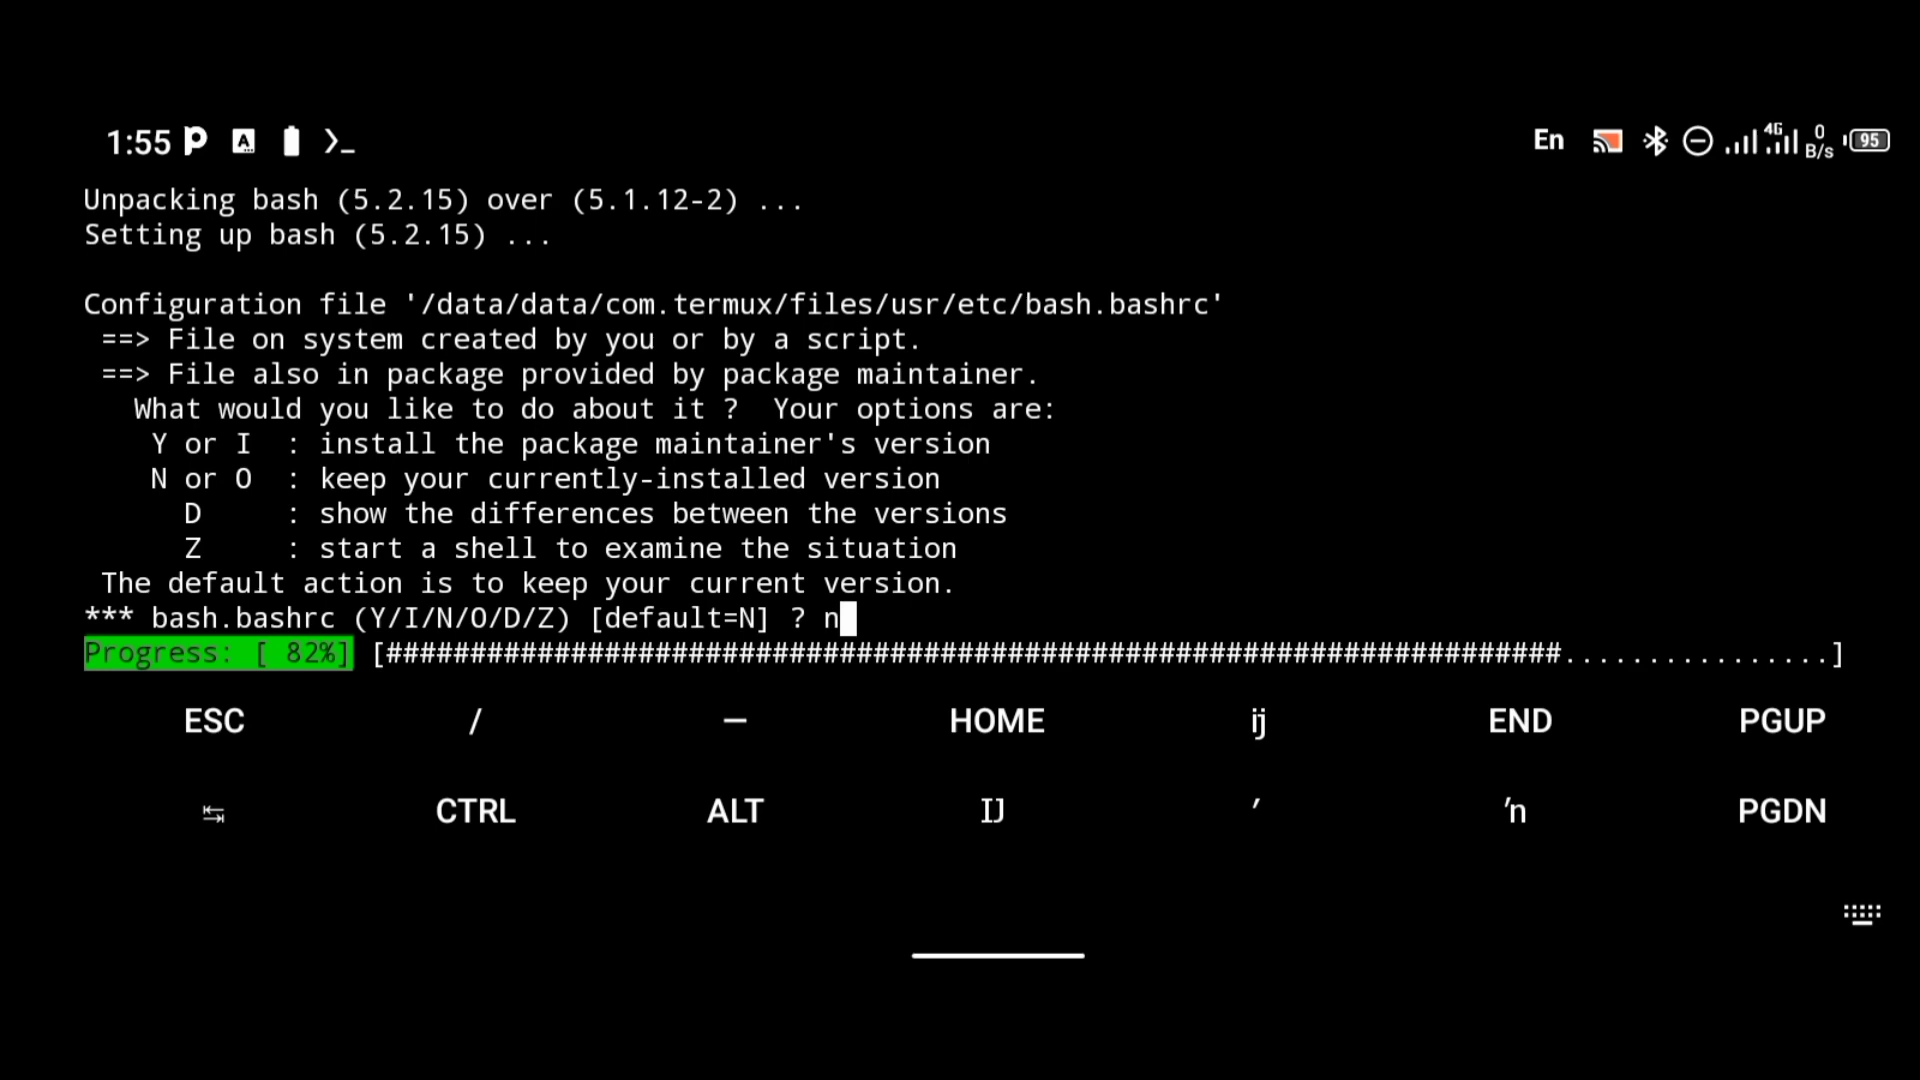 1:55
En
4G
0
B/s
95
Unpacking bash (5.2.15) over (5.1.12-2) ...
Setting up bash (5.2.15) ...
Configuration file '/data/data/com.termux/files/usr/etc/bash.bashrc'
==> File on system created by you or by a script.
==> File also in package provided by package maintainer.
What would you like to do about it ?  Your options are:
Y or I  : install the package maintainer's version
N or O  : keep your currently-installed version
D     : show the differences between the versions
Z     : start a shell to examine the situation
The default action is to keep your current version.
*** bash.bashrc (Y/I/N/O/D/Z) [default=N] ? n
Progress: [ 82%] [######################################################################................]
ESC / — HOME ĳ END PGUP
↹ CTRL ALT Ĳ ′ ŉ PGDN